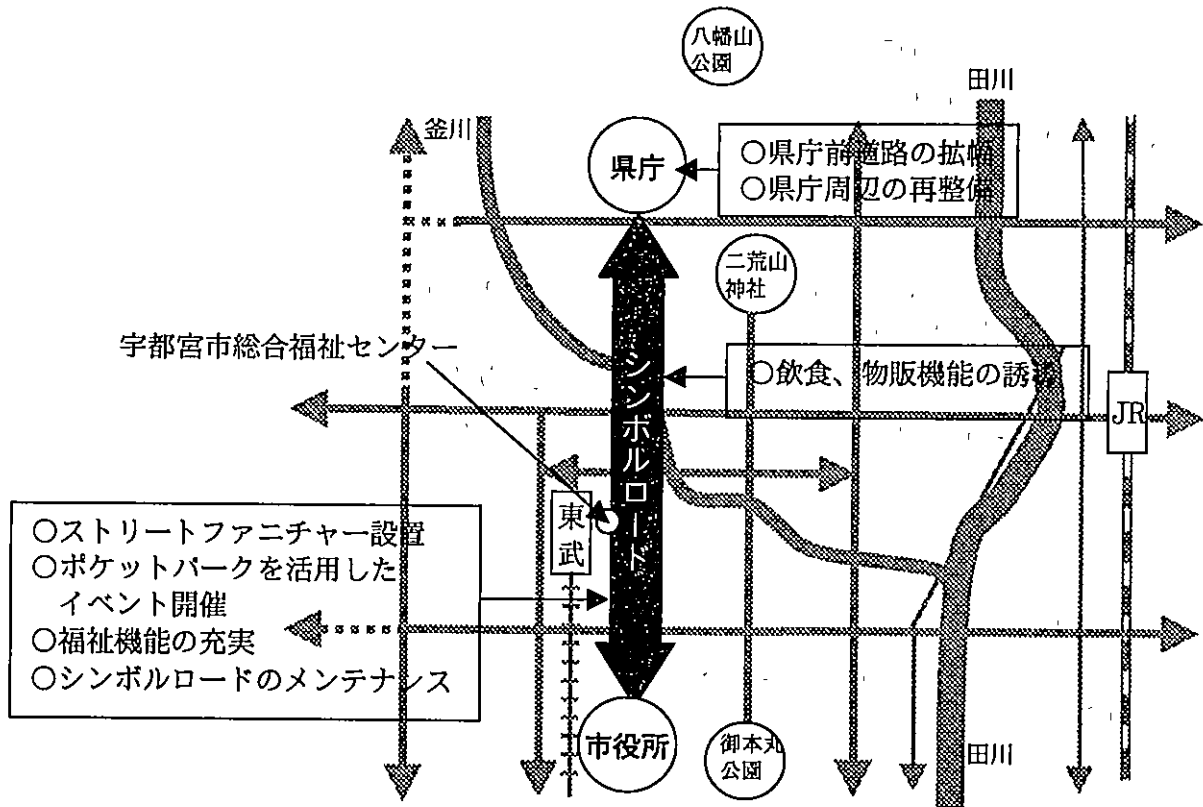 八幡山
公園
田川
釜川
県庁
○県庁前道路の拡幅
○県庁周辺の再整備
二荒山
神社
宇都宮市総合福祉センター
シンボルロード
○飲食、物販機能の誘導
JR
東武
○ストリートファニチャー設置
○ポケットパークを活用した
イベント開催
○福祉機能の充実
○シンボルロードのメンテナンス
市役所
御本丸
公園
田川